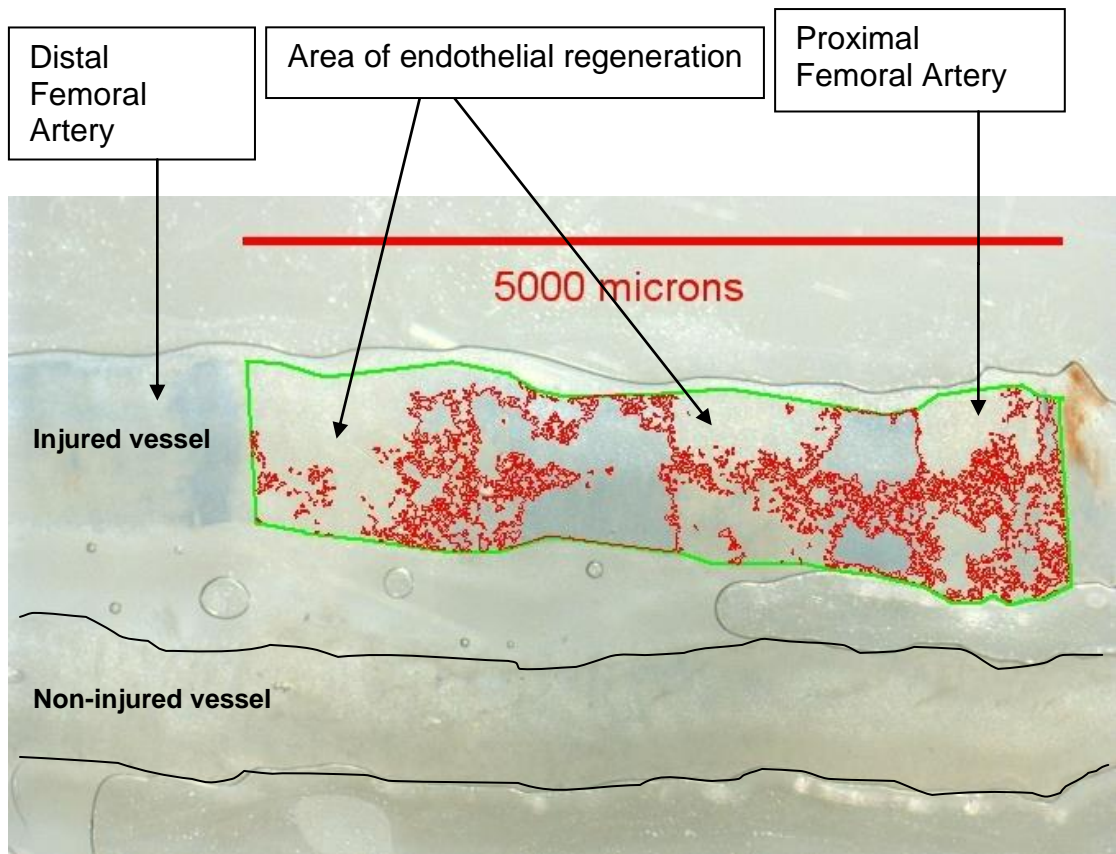 Distal
Femoral
Artery
Area of endothelial regeneration
Proximal
Femoral Artery
5000 microns
Injured vessel
Non-injured vessel